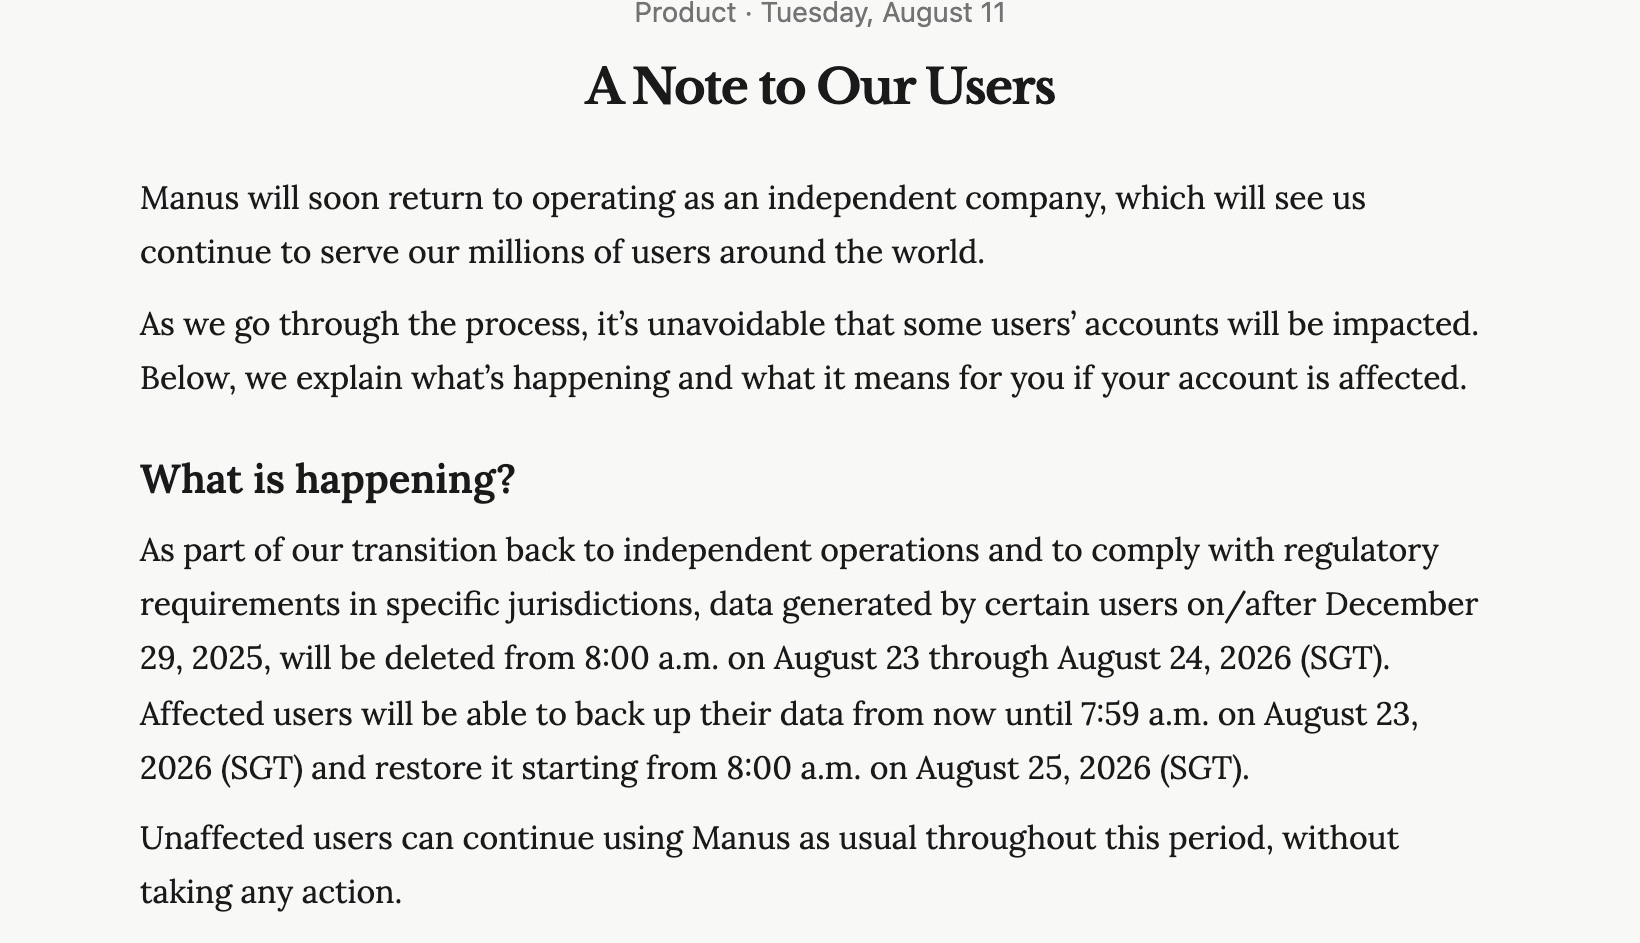 Product · Tuesday, August 11
A Note to Our Users
Manus will soon return to operating as an independent company, which will see us
continue to serve our millions of users around the world.
As we go through the process, it’s unavoidable that some users’ accounts will be impacted.
Below, we explain what’s happening and what it means for you if your account is affected.
What is happening?
As part of our transition back to independent operations and to comply with regulatory
requirements in specific jurisdictions, data generated by certain users on/after December
29, 2025, will be deleted from 8:00 a.m. on August 23 through August 24, 2026 (SGT).
Affected users will be able to back up their data from now until 7:59 a.m. on August 23,
2026 (SGT) and restore it starting from 8:00 a.m. on August 25, 2026 (SGT).
Unaffected users can continue using Manus as usual throughout this period, without
taking any action.